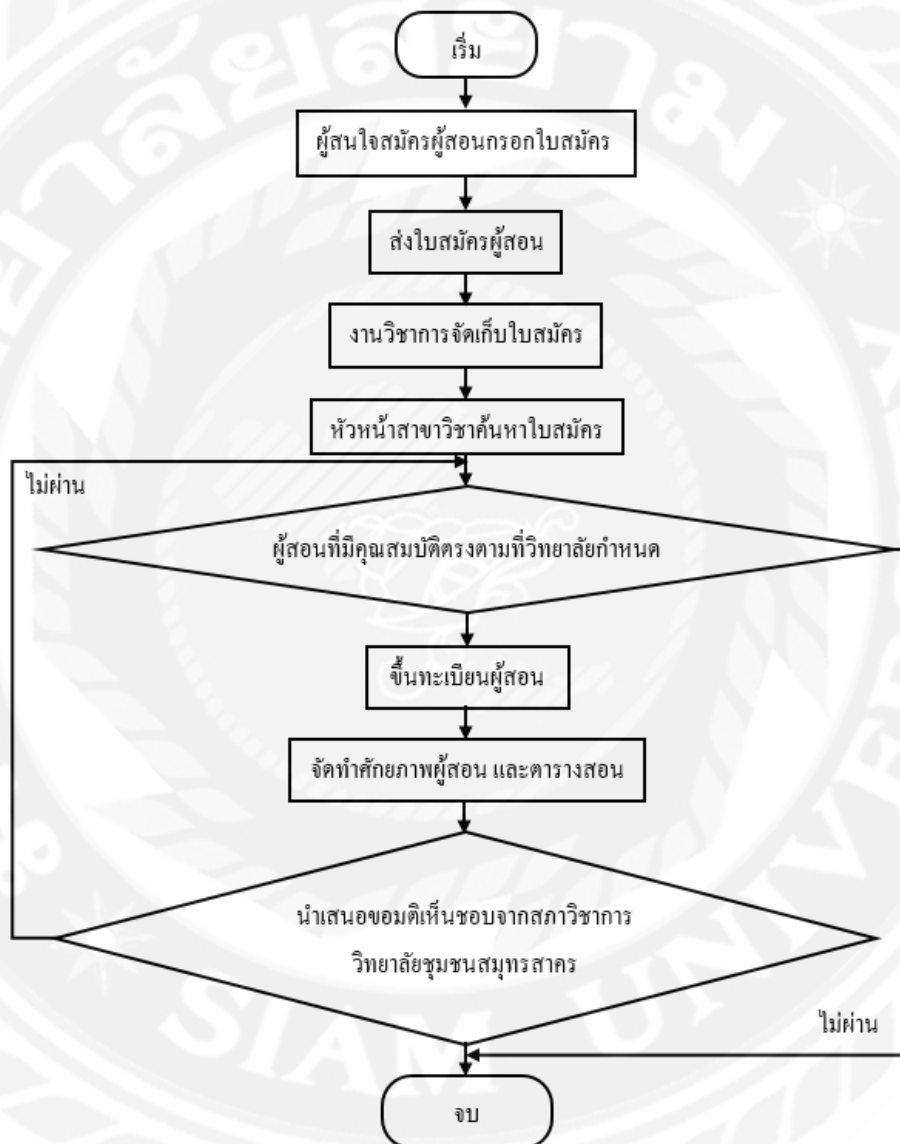 เริ่ม
ผู้สนใจสมัครผู้สอนกรอกใบสมัคร
ส่งใบสมัครผู้สอน
งานวิชาการจัดเก็บใบสมัคร
หัวหน้าสาขาวิชาค้นหาใบสมัคร
ไม่ผ่าน
ผู้สอนที่มีคุณสมบัติตรงตามที่วิทยาลัยกำหนด
ขึ้นทะเบียนผู้สอน
จัดทำศักยภาพผู้สอน และตารางสอน
นำเสนอขอมติเห็นชอบจากสภาวิชาการ
วิทยาลัยชุมชนสมุทรสาคร
ไม่ผ่าน
จบ
SIAM UNIVE
ยาลัยสยาม